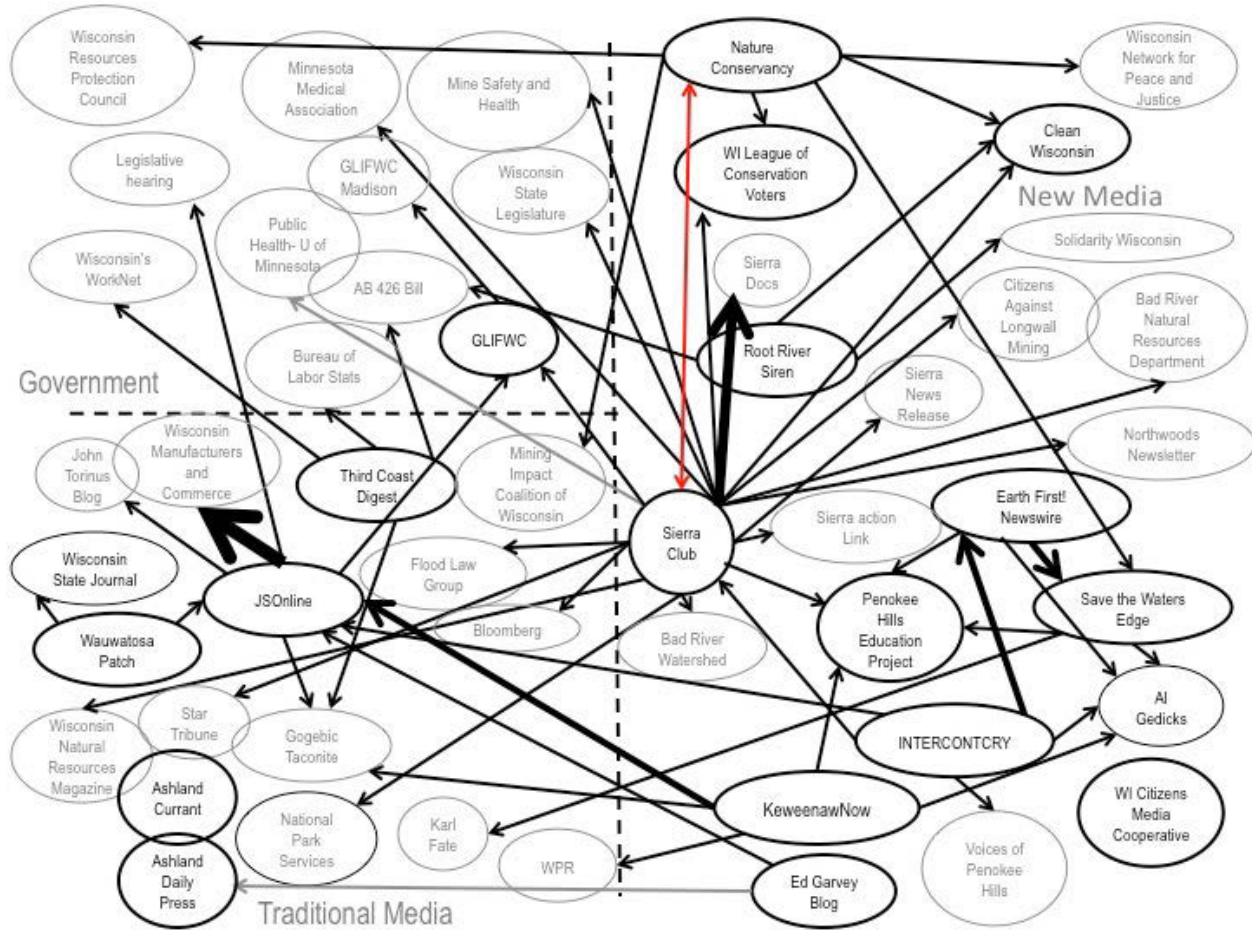 Wisconsin
Resources
Protection
Council
Minnesota
Medical
Association
Mine Safety and
Health
Nature
Conservancy
Wisconsin
Network for
Peace and
Justice
Clean
Wisconsin
Legislative
hearing
GLIFWC
Madison
Wisconsin
State
Legislature
WI League of
Conservation
Voters
New Media
Public
Health- U of
Minnesota
Wisconsin's
WorkNet
AB 426 Bill
Sierra
Docs
Solidarity Wisconsin
Citizens
Against
Longwall
Mining
Bad River
Natural
Resources
Department
GLIFWC
Root River
Siren
Bureau of
Labor Stats
Government
Sierra
News
Release
Wisconsin
Manufacturers
and
Commerce
John
Torinus
Blog
Third Coast
Digest
Mining
Impact
Coalition of
Wisconsin
Northwoods
Newsletter
Earth First!
Newswire
Sierra
Club
Sierra action
Link
Wisconsin
State Journal
JSOnline
Flood Law
Group
Penokee
Hills
Education
Project
Save the Waters
Edge
Wauwatosa
Patch
Bloomberg
Bad River
Watershed
Al
Gedicks
Wisconsin
Natural
Resources
Magazine
Star
Tribune
Gogebic
Taconite
INTERCONTCRY
Ashland
Currant
KeweenawNow
WI Citizens
Media
Cooperative
National
Park
Services
Karl
Fate
WPR
Voices of
Penokee
Hills
Ashland
Daily
Press
Ed Garvey
Blog
Traditional Media